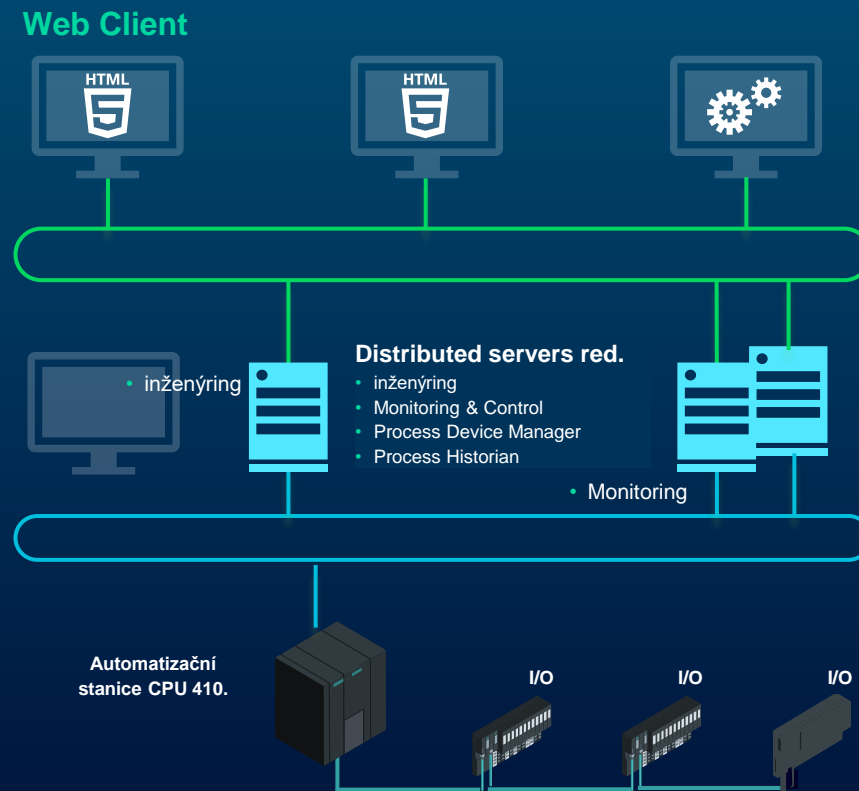 Web Client
HTML
HTML
Distributed servers red.
• inženýring
• inženýring
• Monitoring & Control
• Process Device Manager
• Process Historian
• Monitoring
Automatizační
stanice CPU 410.
I/O
I/O
I/O